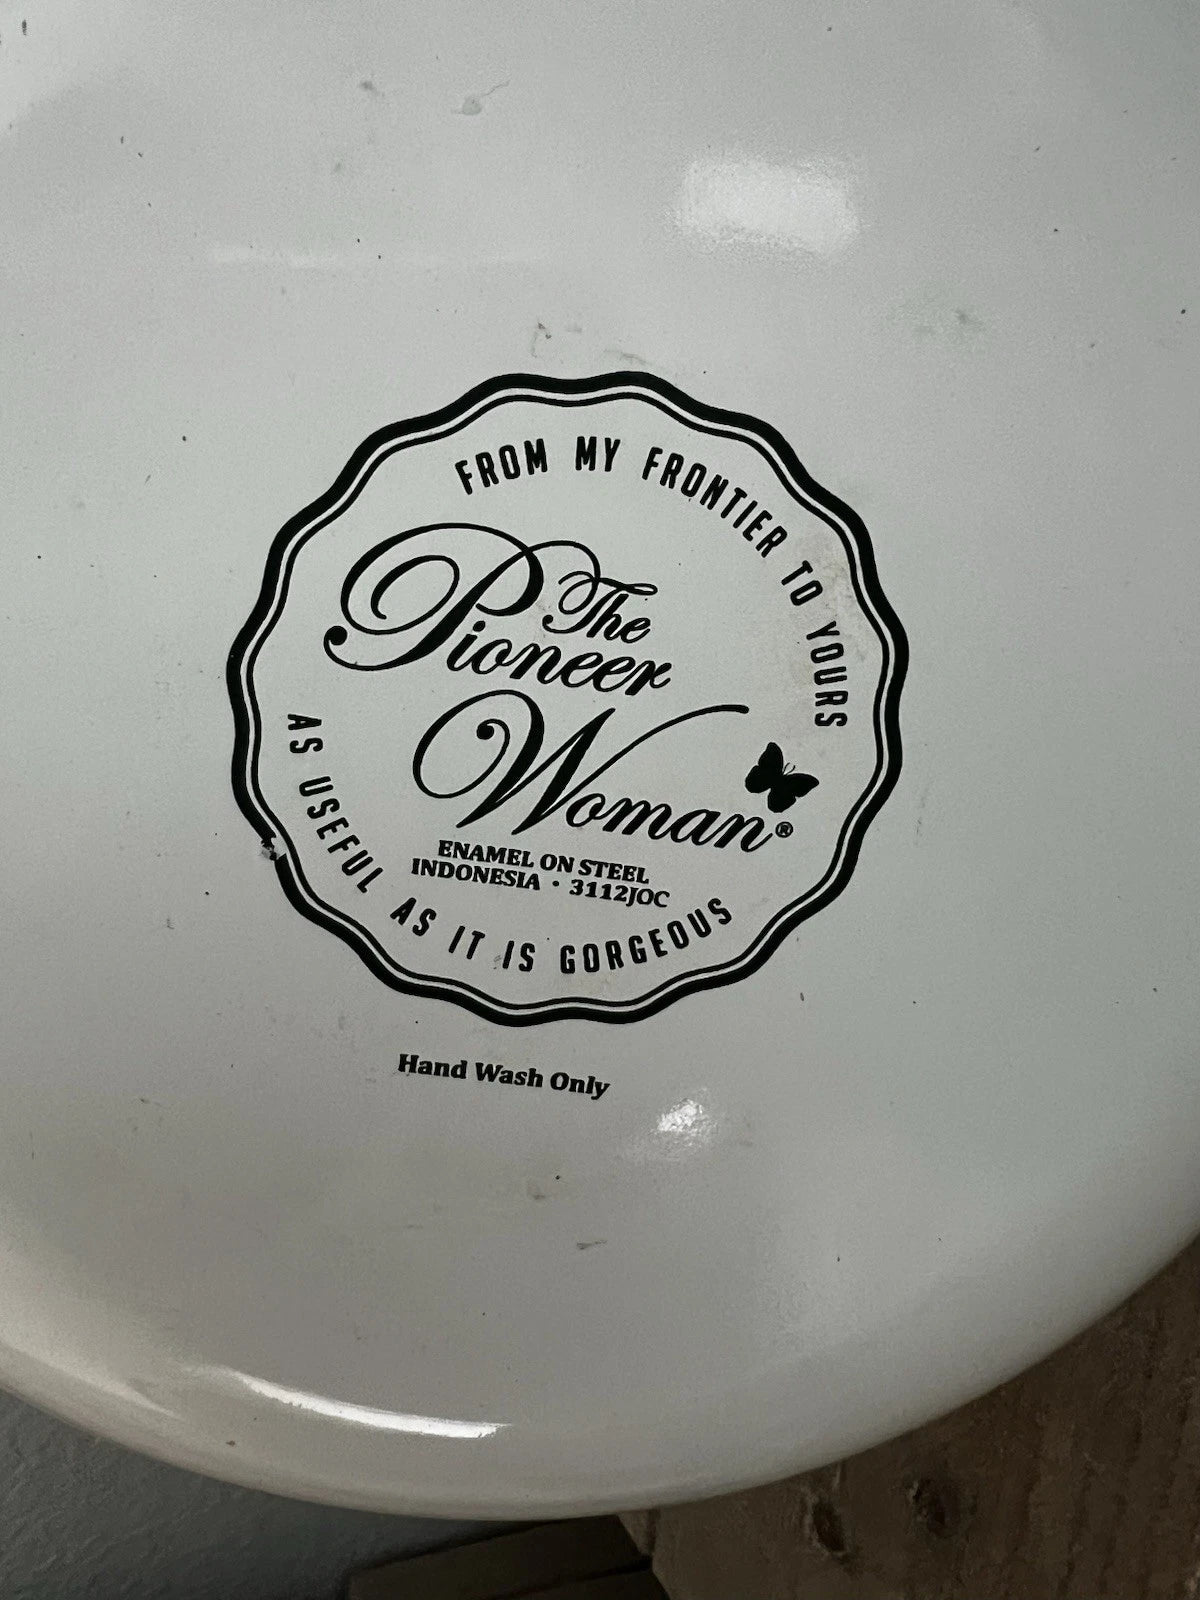 FROM MY FRONTIER TO YOURS
The
Pioneer
Woman®
ENAMEL ON STEEL
INDONESIA · 3112JOC
AS USEFUL AS IT IS GORGEOUS
Hand Wash Only